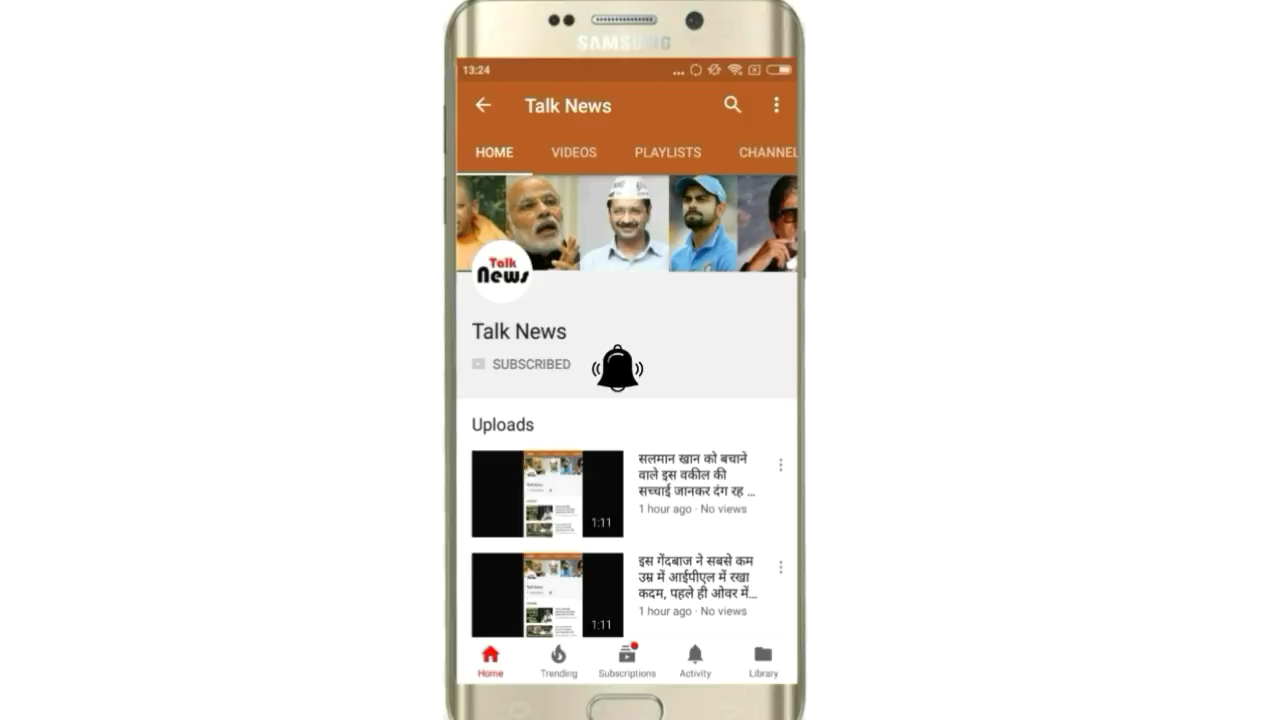 SAMSUNG
13:24
Talk News
HOME VIDEOS PLAYLISTS CHANNEL
Talk
News
Talk News
SUBSCRIBED
Uploads
सलमान खान को बचाने
वाले इस वकील की
सच्चाई जानकर दंग रह ...
1 hour ago · No views
1:11
इस गेंदबाज ने सबसे कम
उम्र में आईपीएल में रखा
कदम, पहले ही ओवर में...
1 hour ago · No views
1:11
Home Trending Subscriptions Activity Library